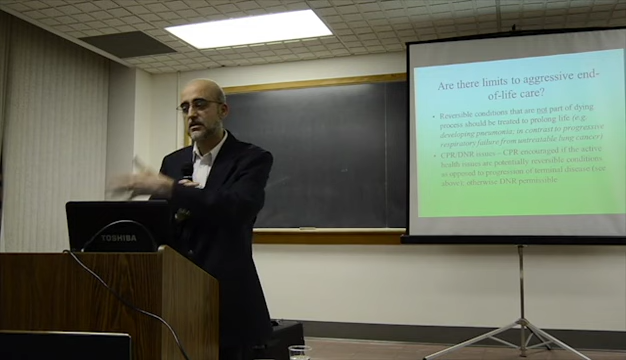 Are there limits to aggressive end-
of-life care?
• Reversible conditions that are not part of dying
process should be treated to prolong life (e.g.
developing pneumonia; in contrast to progressive
respiratory failure from untreatable lung cancer)
• CPR/DNR issues– CPR encouraged if the active
health issues are potentially reversible conditions
as opposed to progression of terminal disease (see
above), otherwise DNR permissible
TOSHIBA